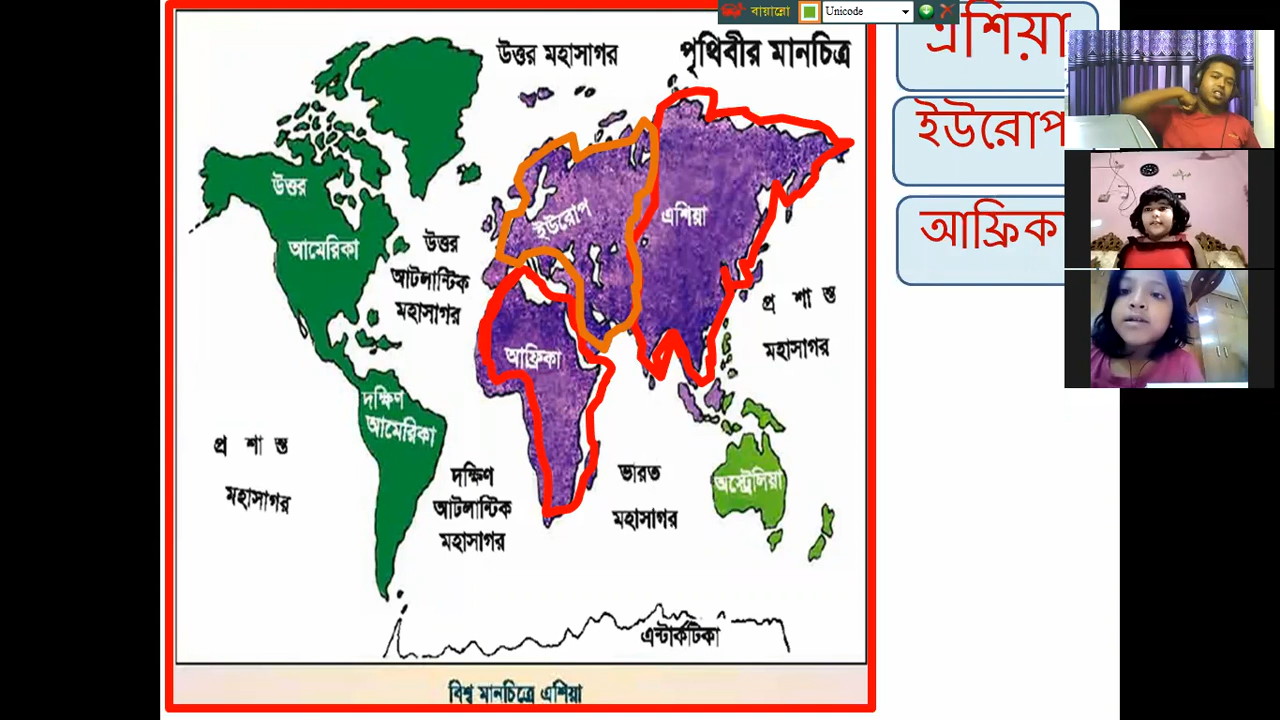 বায়ান্নো
Unicode
পৃথিবীর মানচিত্র
উত্তর মহাসাগর
উত্তর
আমেরিকা
উত্তর
আটলান্টিক
মহাসাগর
ইউরোপ
এশিয়া
আফ্রিকা
প্রশান্ত
মহাসাগর
দক্ষিণ
আমেরিকা
প্রশান্ত
মহাসাগর
দক্ষিণ
আটলান্টিক
মহাসাগর
ভারত
মহাসাগর
অস্ট্রেলিয়া
এন্টার্কটিকা
বিশ্ব মানচিত্রে এশিয়া
এশিয়া
ইউরোপ
আফ্রিকা